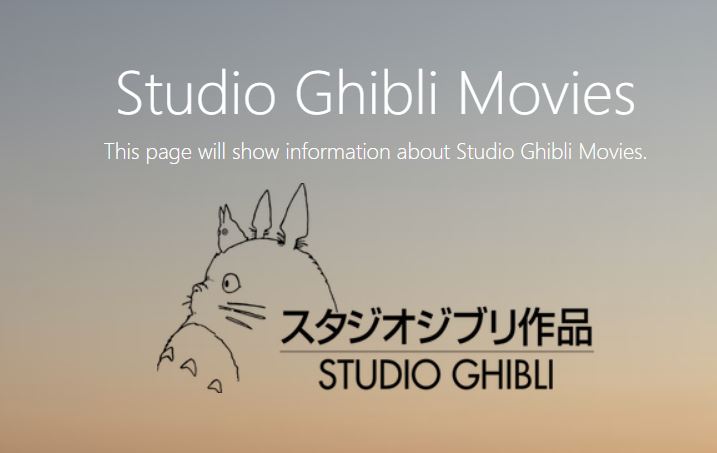 Studio Ghibli Movies
This page will show information about Studio Ghibli Movies.
スタジオジブリ作品
STUDIO GHIBLI